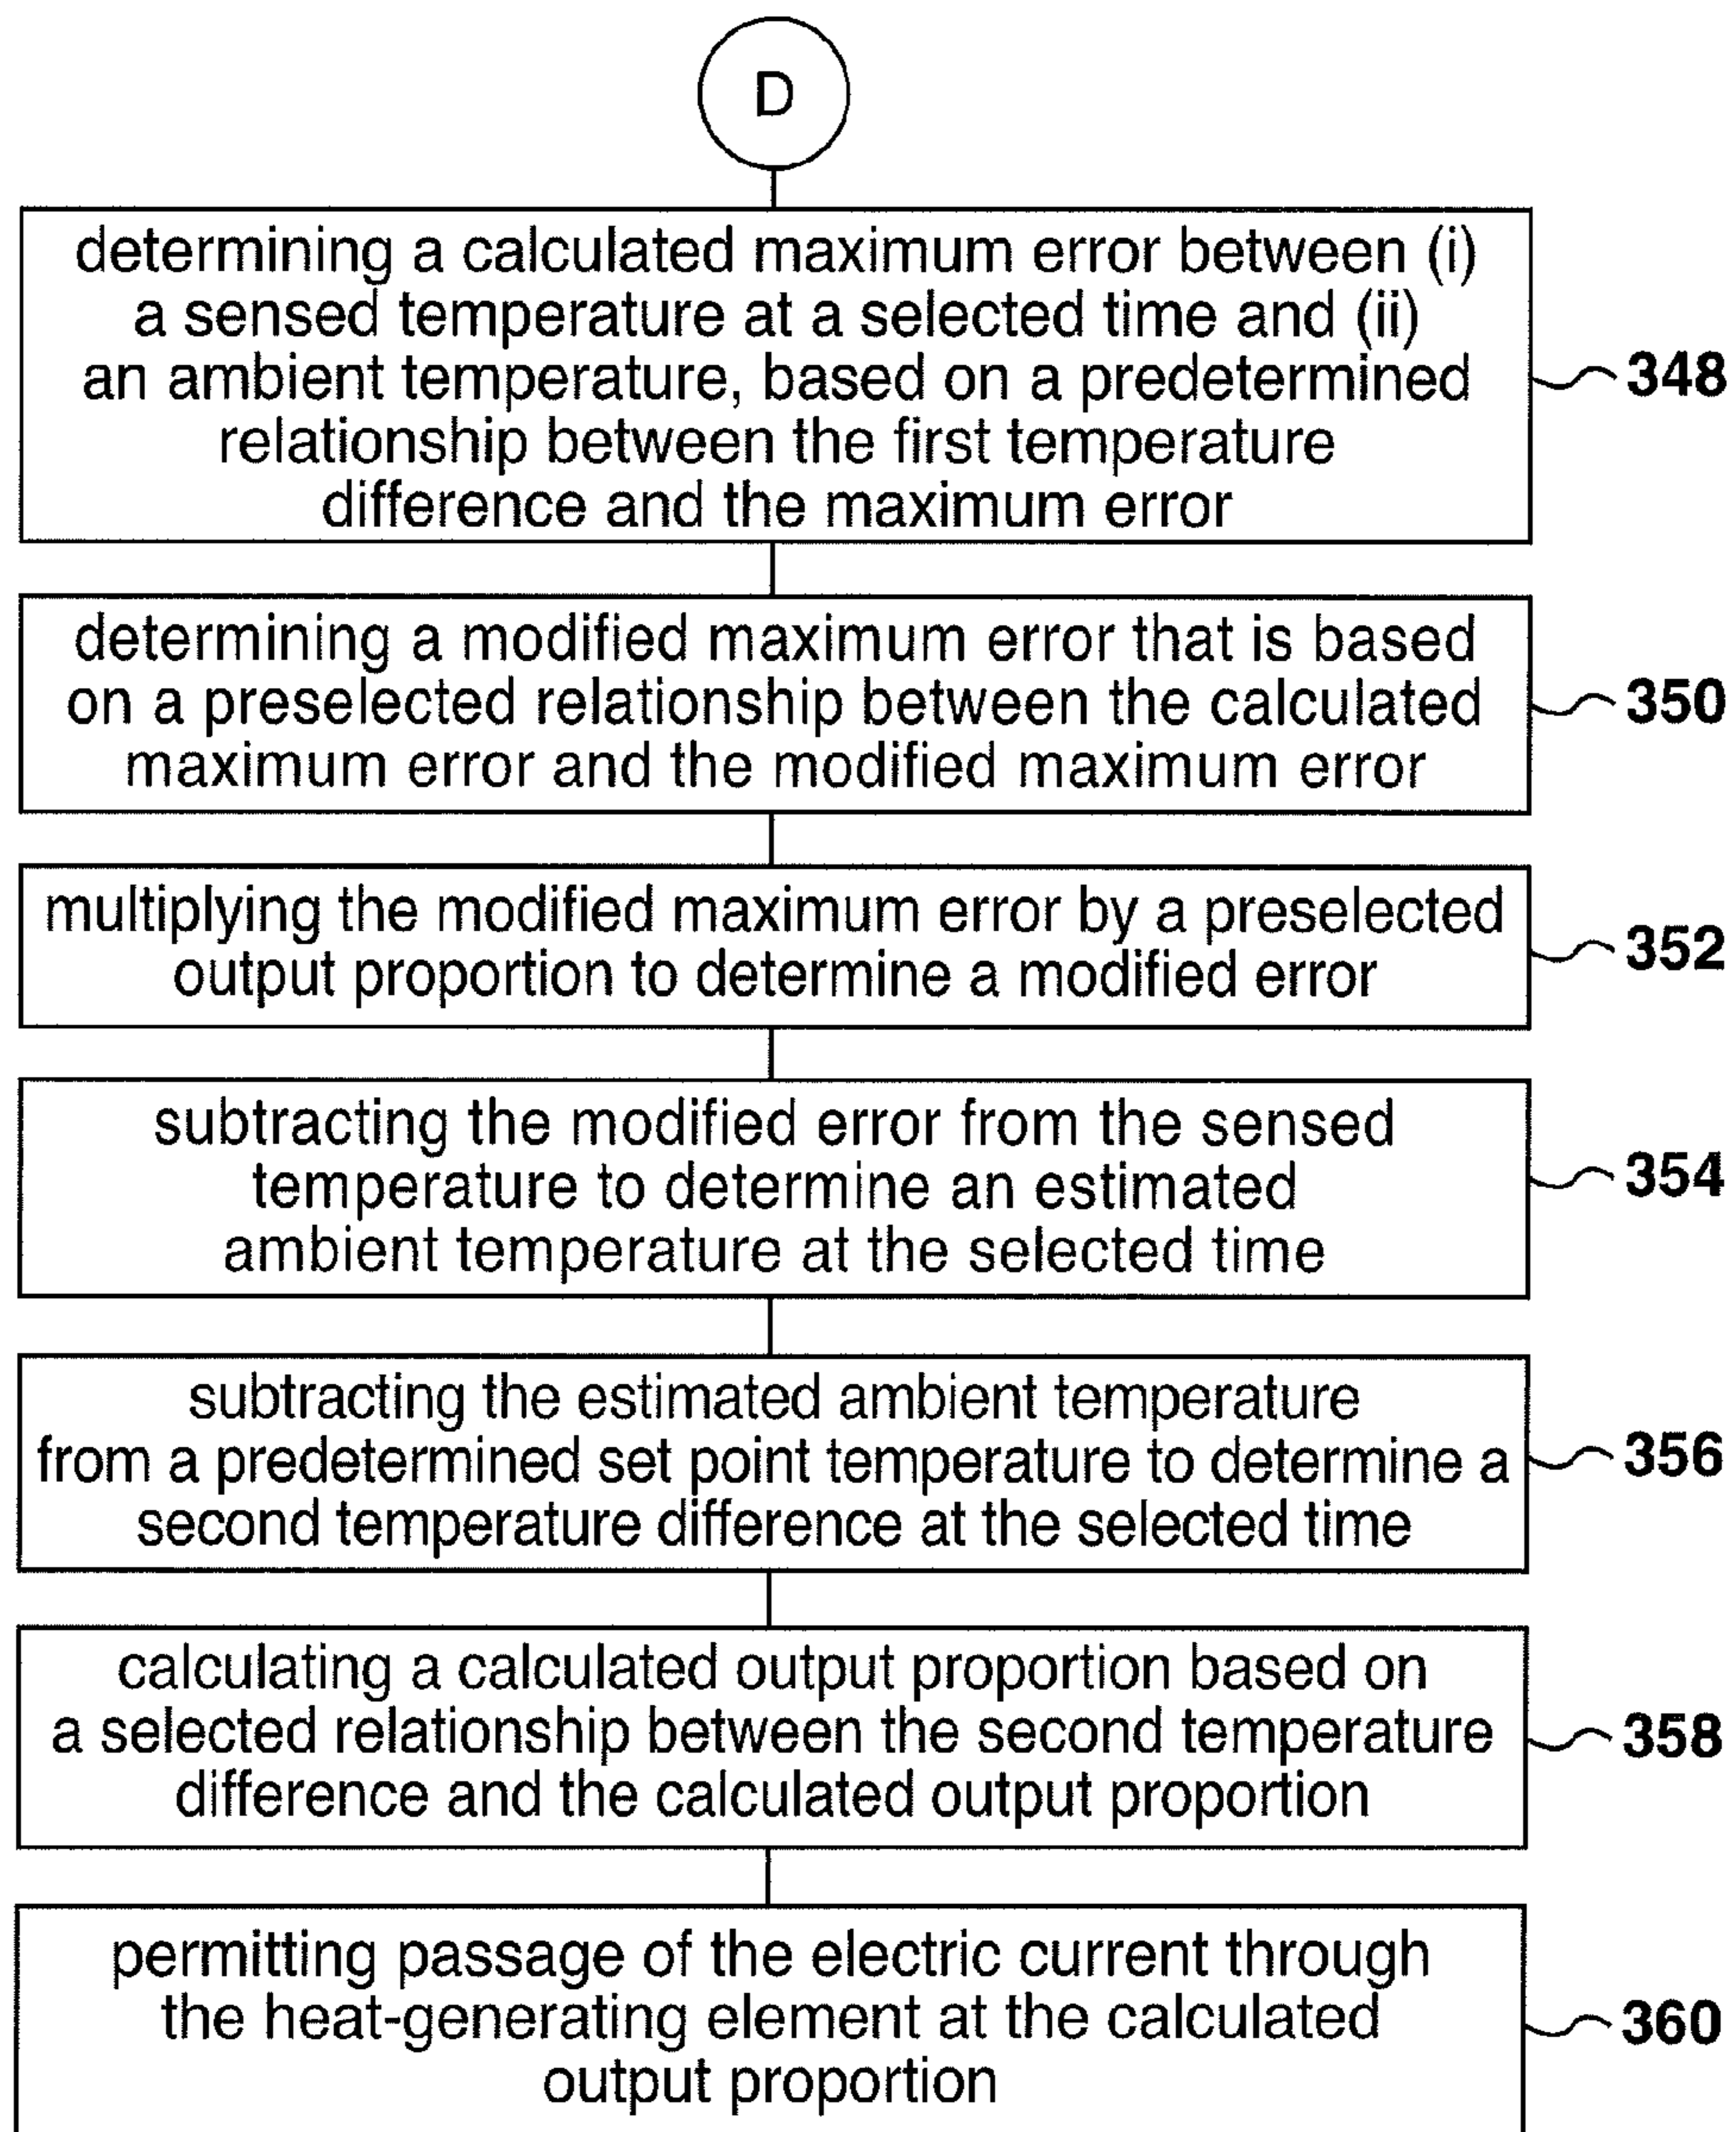 D
determining a calculated maximum error between (i)
a sensed temperature at a selected time and (ii)
an ambient temperature, based on a predetermined
relationship between the first temperature
difference and the maximum error
348
determining a modified maximum error that is based
on a preselected relationship between the calculated
maximum error and the modified maximum error
350
multiplying the modified maximum error by a preselected
output proportion to determine a modified error
352
subtracting the modified error from the sensed
temperature to determine an estimated
ambient temperature at the selected time
354
subtracting the estimated ambient temperature
from a predetermined set point temperature to determine a
second temperature difference at the selected time
356
calculating a calculated output proportion based on
a selected relationship between the second temperature
difference and the calculated output proportion
358
permitting passage of the electric current through
the heat-generating element at the calculated
output proportion
360